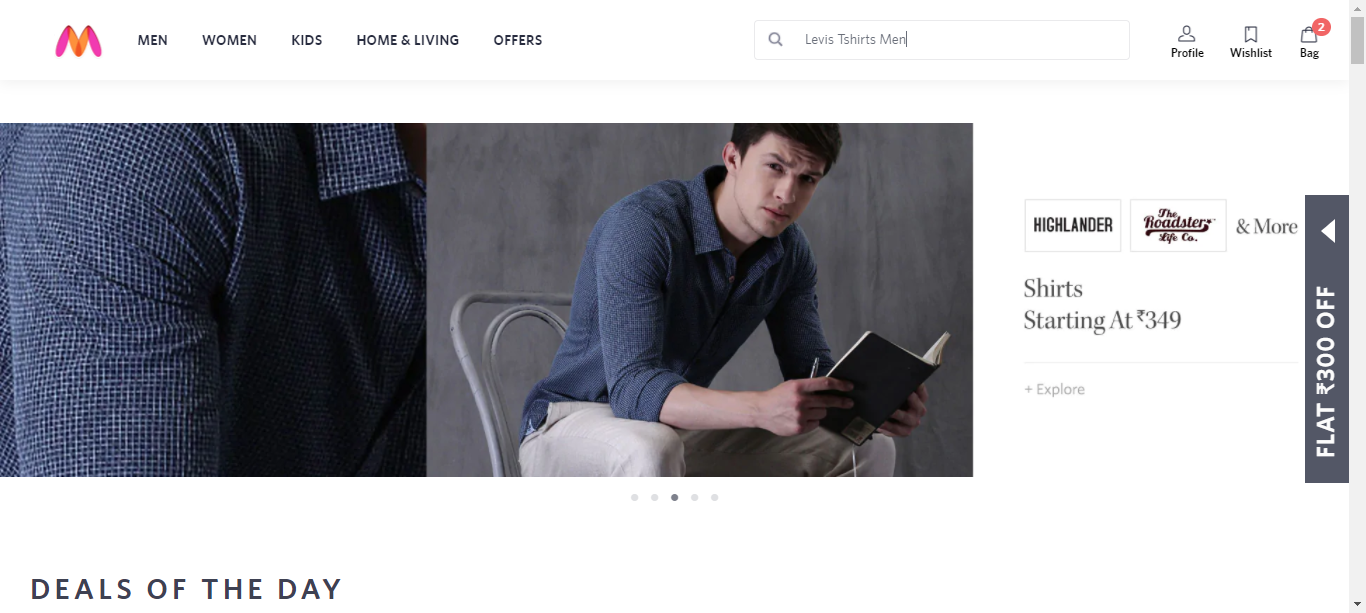 MEN WOMEN KIDS HOME & LIVING OFFERS
Levis Tshirts Men
Profile Wishlist Bag 2
HIGHLANDER
The
Roadster
Life Co.
& More
Shirts
Starting At ₹349
+ Explore
FLAT ₹300 OFF
DEALS OF THE DAY